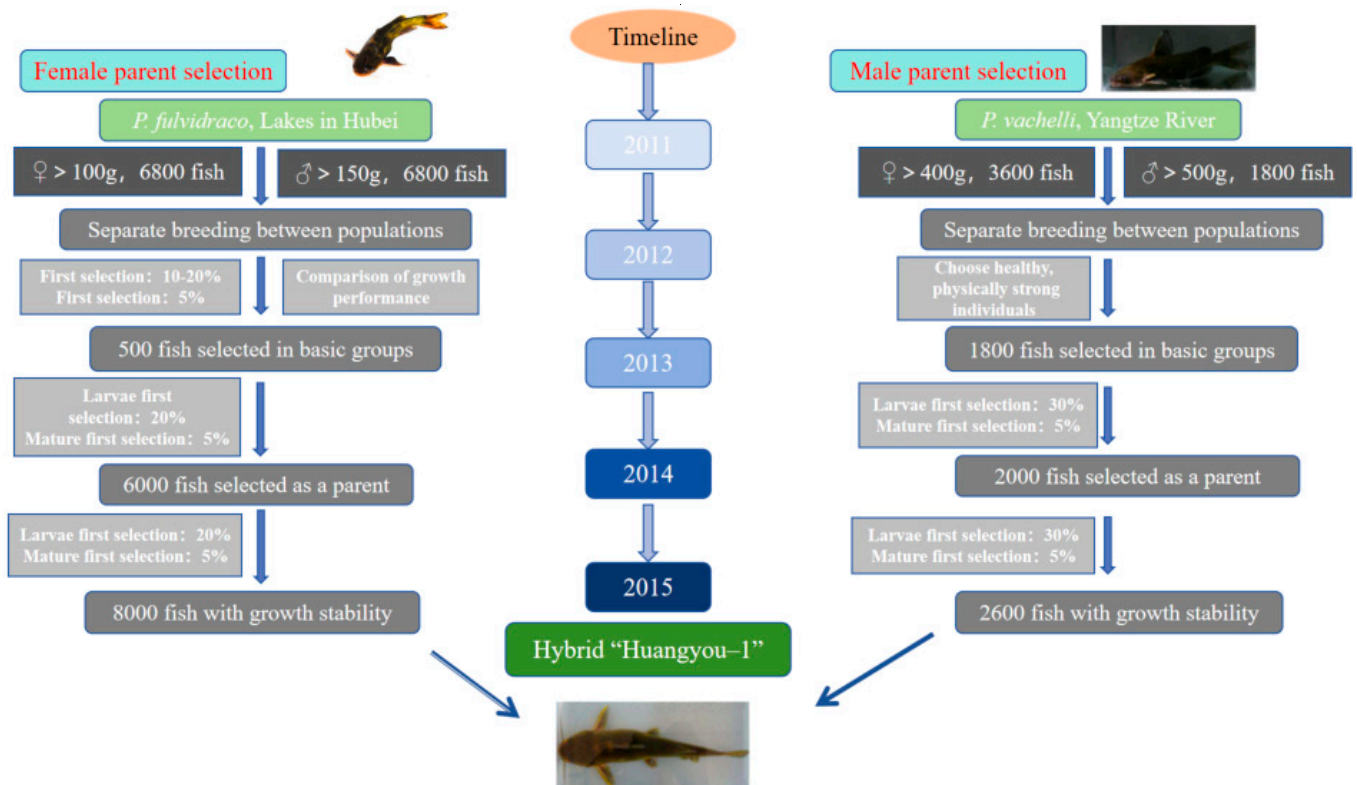 Timeline
Female parent selection
P. fulvidraco, Lakes in Hubei
♀ > 100g, 6800 fish
♂ > 150g, 6800 fish
Separate breeding between populations
First selection: 10-20%
First selection: 5%
Comparison of growth
performance
500 fish selected in basic groups
Larvae first
selection: 20%
Mature first selection: 5%
6000 fish selected as a parent
Larvae first selection: 20%
Mature first selection: 5%
8000 fish with growth stability
2011
2012
2013
2014
2015
Hybrid “Huangyou–1”
Male parent selection
P. vachelli, Yangtze River
♀ > 400g, 3600 fish
♂ > 500g, 1800 fish
Separate breeding between populations
Choose healthy,
physically strong
individuals
1800 fish selected in basic groups
Larvae first selection: 30%
Mature first selection: 5%
2000 fish selected as a parent
Larvae first selection: 30%
Mature first selection: 5%
2600 fish with growth stability